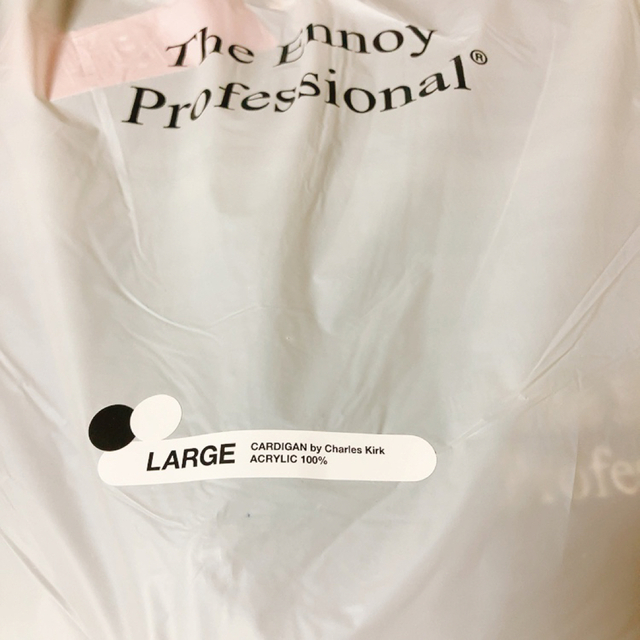 The Ennoy
Professional®
LARGE
CARDIGAN by Charles Kirk
ACRYLIC 100%